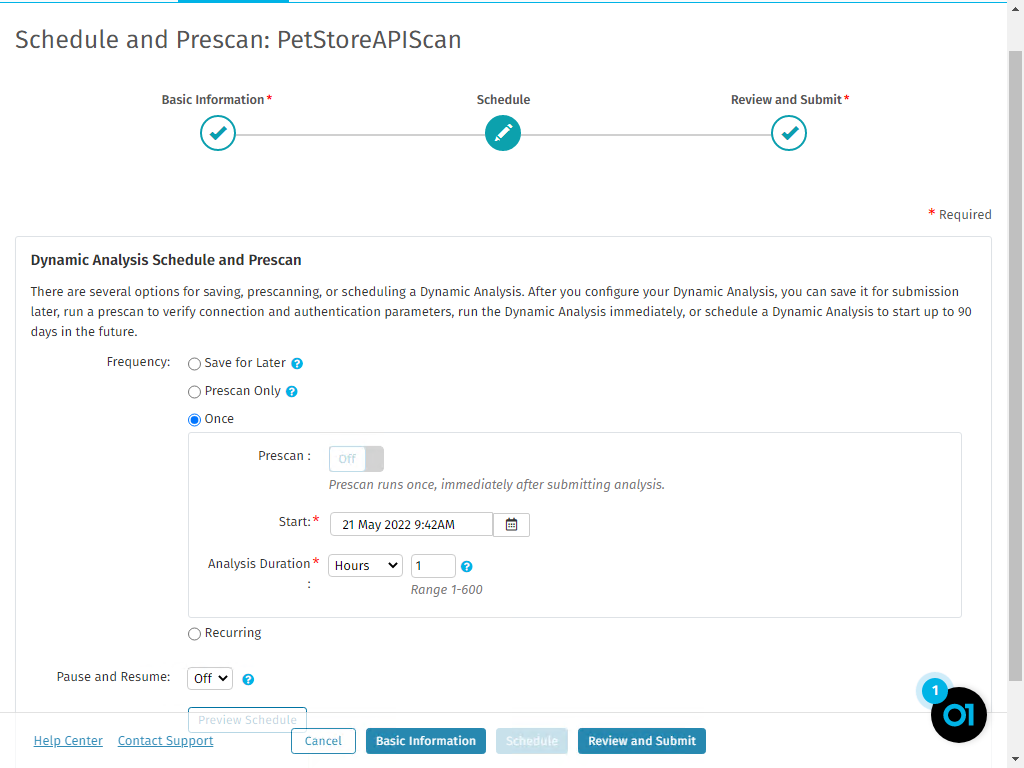 Schedule and Prescan: PetStoreAPIScan
Basic Information *
Schedule
Review and Submit *
* Required
Dynamic Analysis Schedule and Prescan
There are several options for saving, prescanning, or scheduling a Dynamic Analysis. After you configure your Dynamic Analysis, you can save it for submission
later, run a prescan to verify connection and authentication parameters, run the Dynamic Analysis immediately, or schedule a Dynamic Analysis to start up to 90
days in the future.
Frequency:
Save for Later ?
Prescan Only ?
Once
Prescan :
Off
Prescan runs once, immediately after submitting analysis.
Start: *
21 May 2022 9:42AM
Analysis Duration *
:
Hours
1
?
Range 1-600
Recurring
Pause and Resume:
Off
?
1
Preview Schedule
Help Center
Contact Support
Cancel
Basic Information
Schedule
Review and Submit